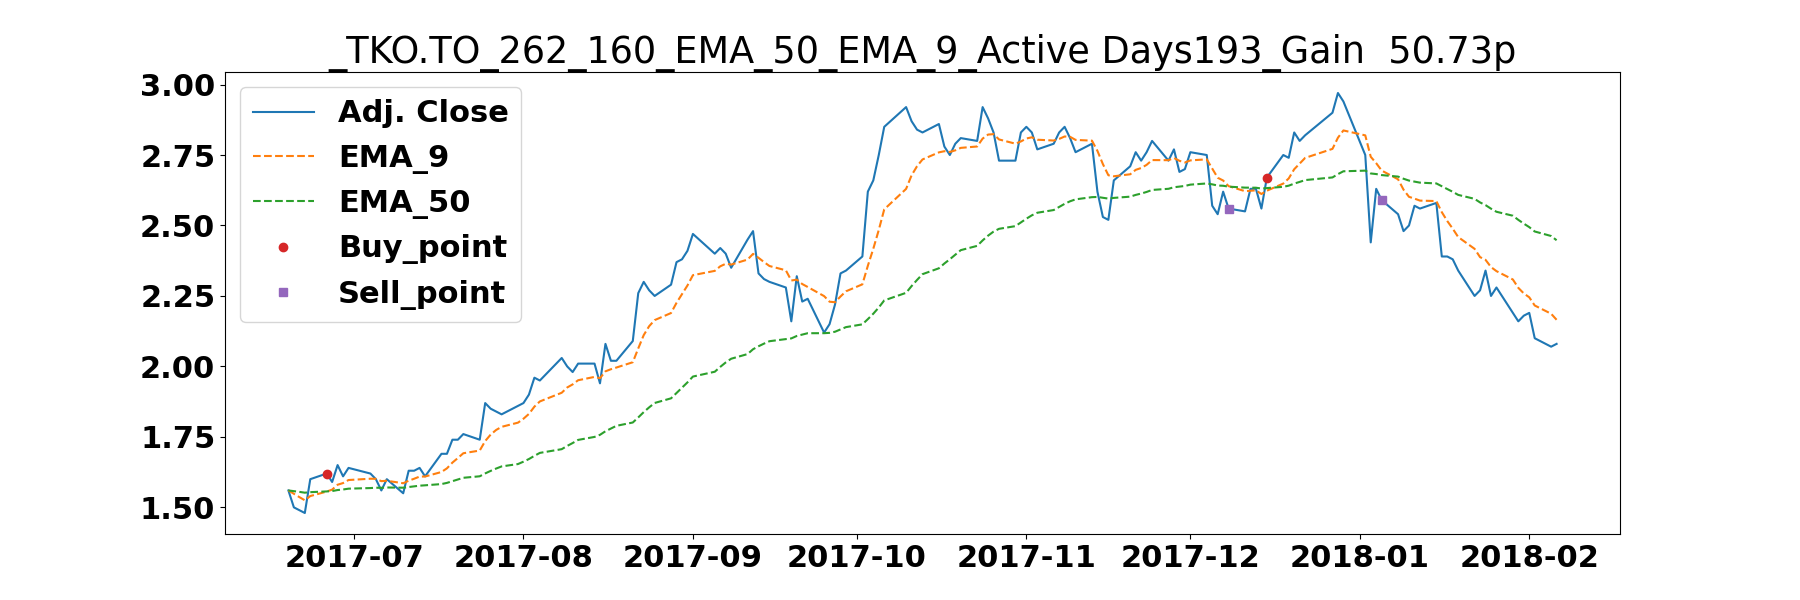 _TKO.TO_262_160_EMA_50_EMA_9_Active Days193_Gain  50.73p
3.00
2.75
2.50
2.25
2.00
1.75
1.50
Adj. Close
EMA_9
EMA_50
Buy_point
Sell_point
2017-07 2017-08 2017-09 2017-10 2017-11 2017-12 2018-01 2018-02